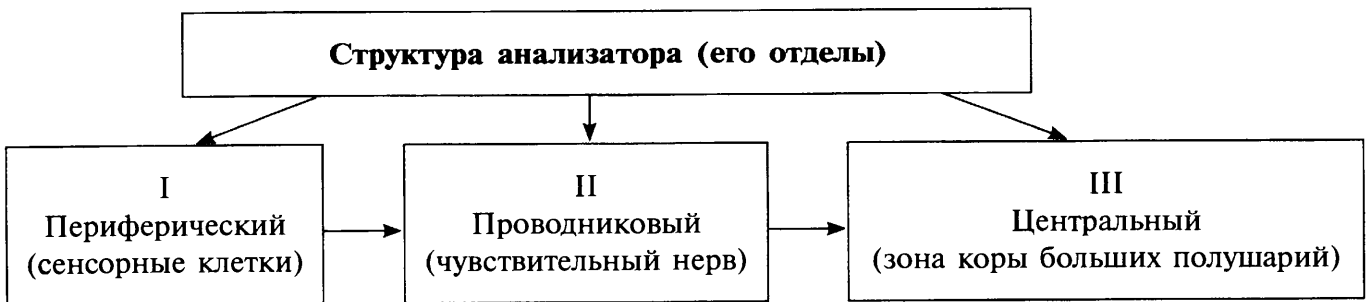 Структура анализатора (его отделы)
I
Периферический
(сенсорные клетки)
II
Проводниковый
(чувствительный нерв)
III
Центральный
(зона коры больших полушарий)